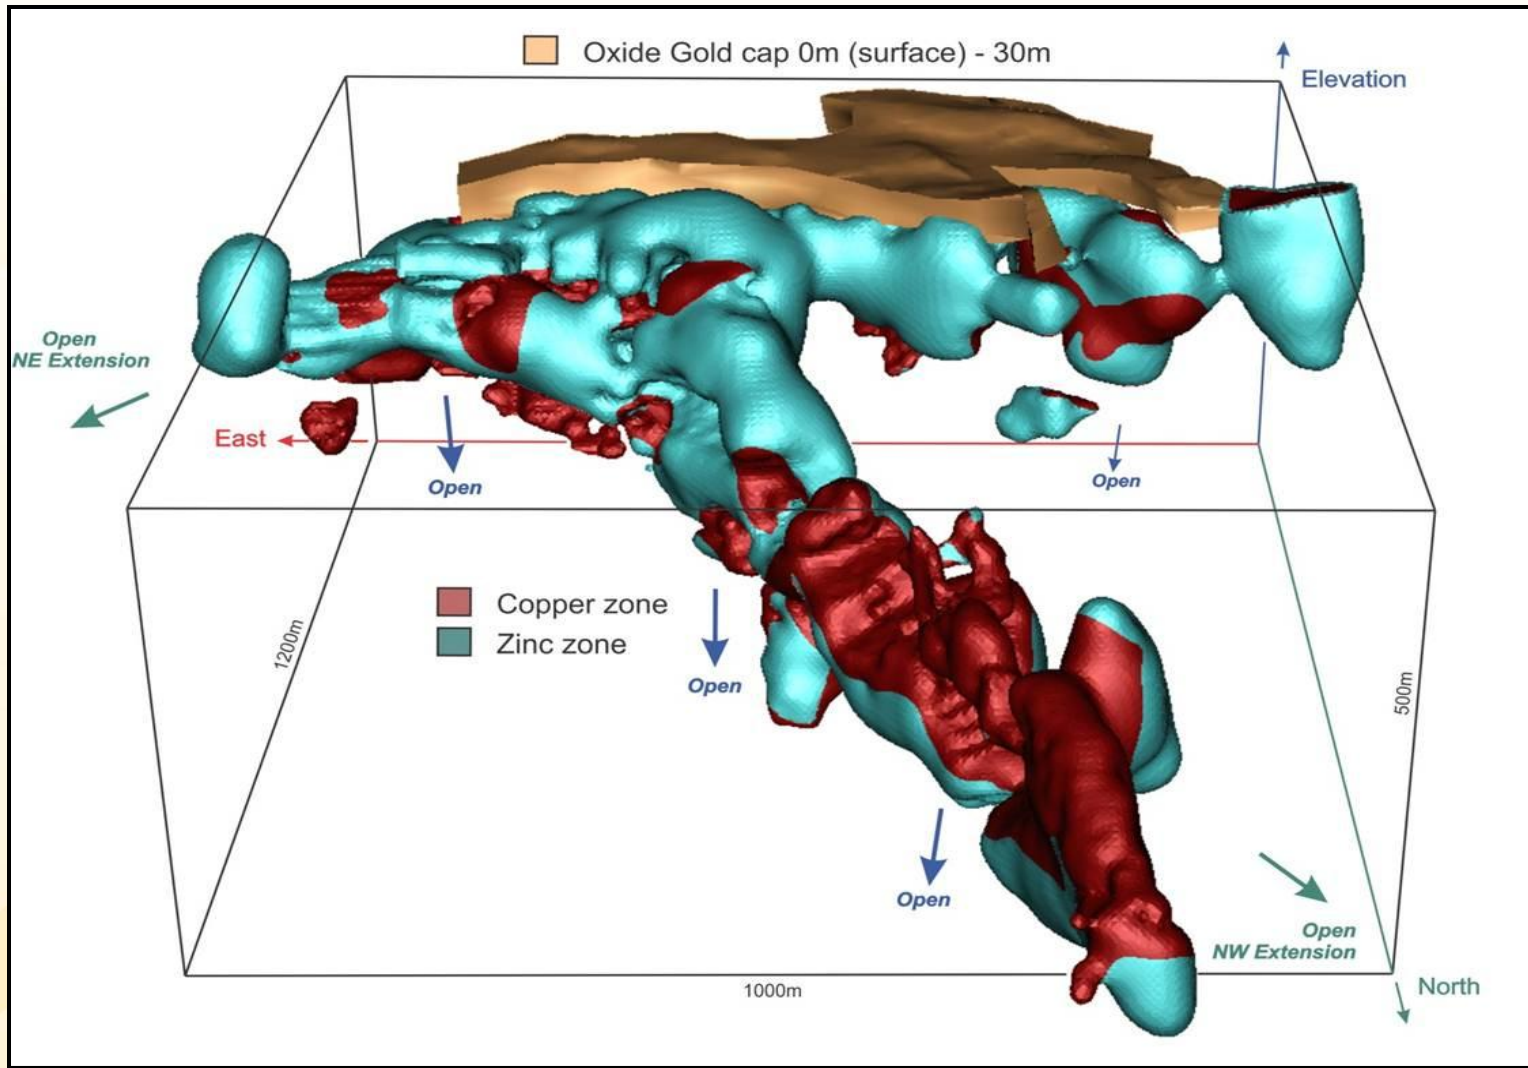 Oxide Gold cap 0m (surface) - 30m
Elevation
Open
NE Extension
East
Open
Open
Copper zone
Zinc zone
1200m
Open
500m
Open
Open
NW Extension
1000m
North